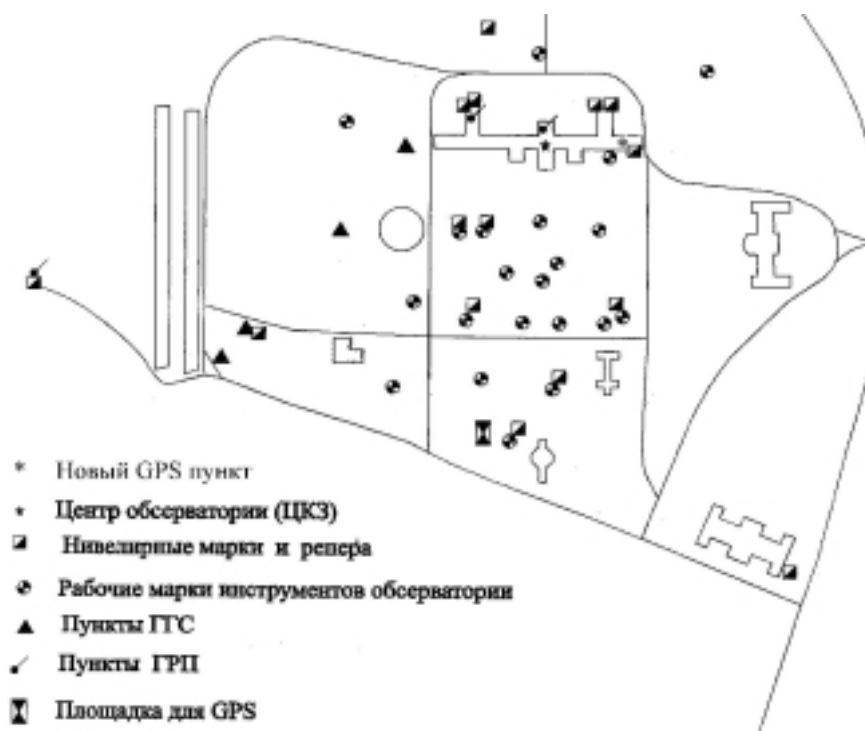 Новый GPS пункт
Центр обсерватории (ЦКЗ)
Нивелирные марки и репера
Рабочие марки инструментов обсерватории
Пункты ГГС
Пункты ГРП
Площадка для GPS